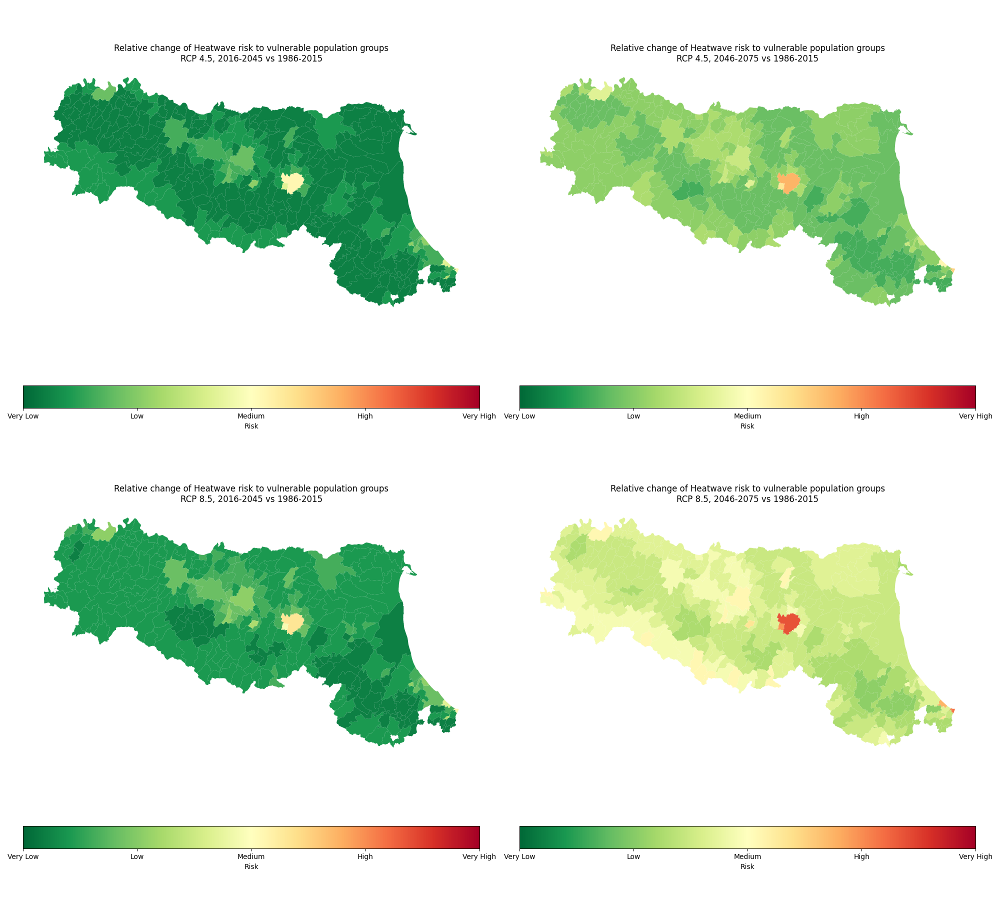 Relative change of Heatwave risk to vulnerable population groups
RCP 4.5, 2016-2045 vs 1986-2015
Very Low Low Medium High Very High
Risk
Relative change of Heatwave risk to vulnerable population groups
RCP 4.5, 2046-2075 vs 1986-2015
Very Low Low Medium High Very High
Risk
Relative change of Heatwave risk to vulnerable population groups
RCP 8.5, 2016-2045 vs 1986-2015
Very Low Low Medium High Very High
Risk
Relative change of Heatwave risk to vulnerable population groups
RCP 8.5, 2046-2075 vs 1986-2015
Very Low Low Medium High Very High
Risk